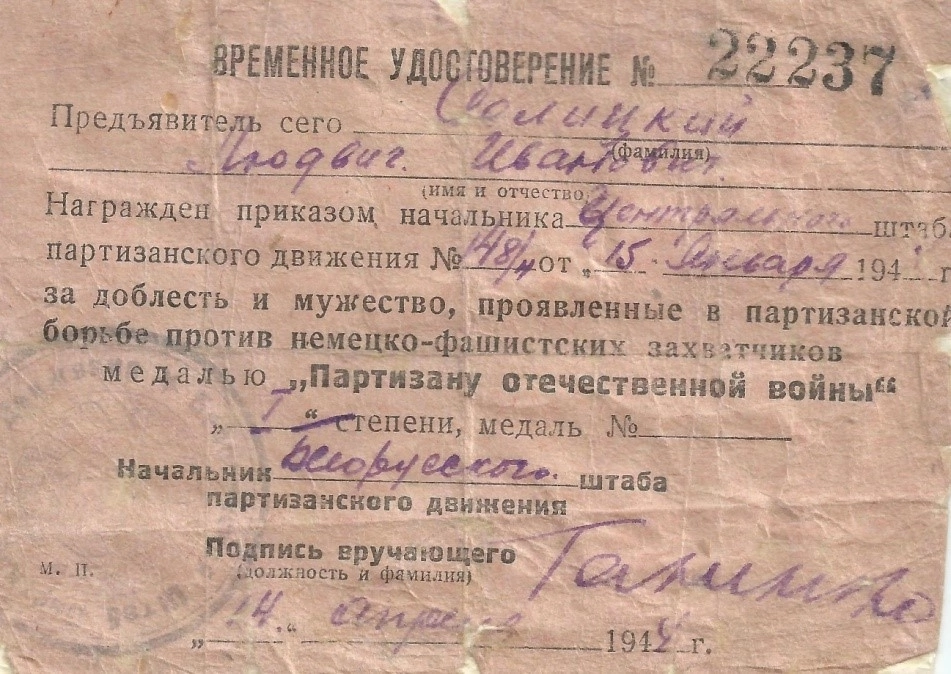 ВРЕМЕННОЕ УДОСТОВЕРЕНИЕ № 22237
Предъявитель сего Солицкий
(фамилия)
Людвиг Иванович
(имя и отчество)
Награжден приказом начальника Центрального штаба
партизанского движения № 148/4 от „15 Января 194 г.
за доблесть и мужество, проявленные в партизанской
борьбе против немецко-фашистских захватчиков
медалью „Партизану отечественной войны“
„I“ степени, медаль №
Начальник Белорусского штаба
партизанского движения
Подпись вручающего
(должность и фамилия)
М. П.
„14“ апреля 1944 г.